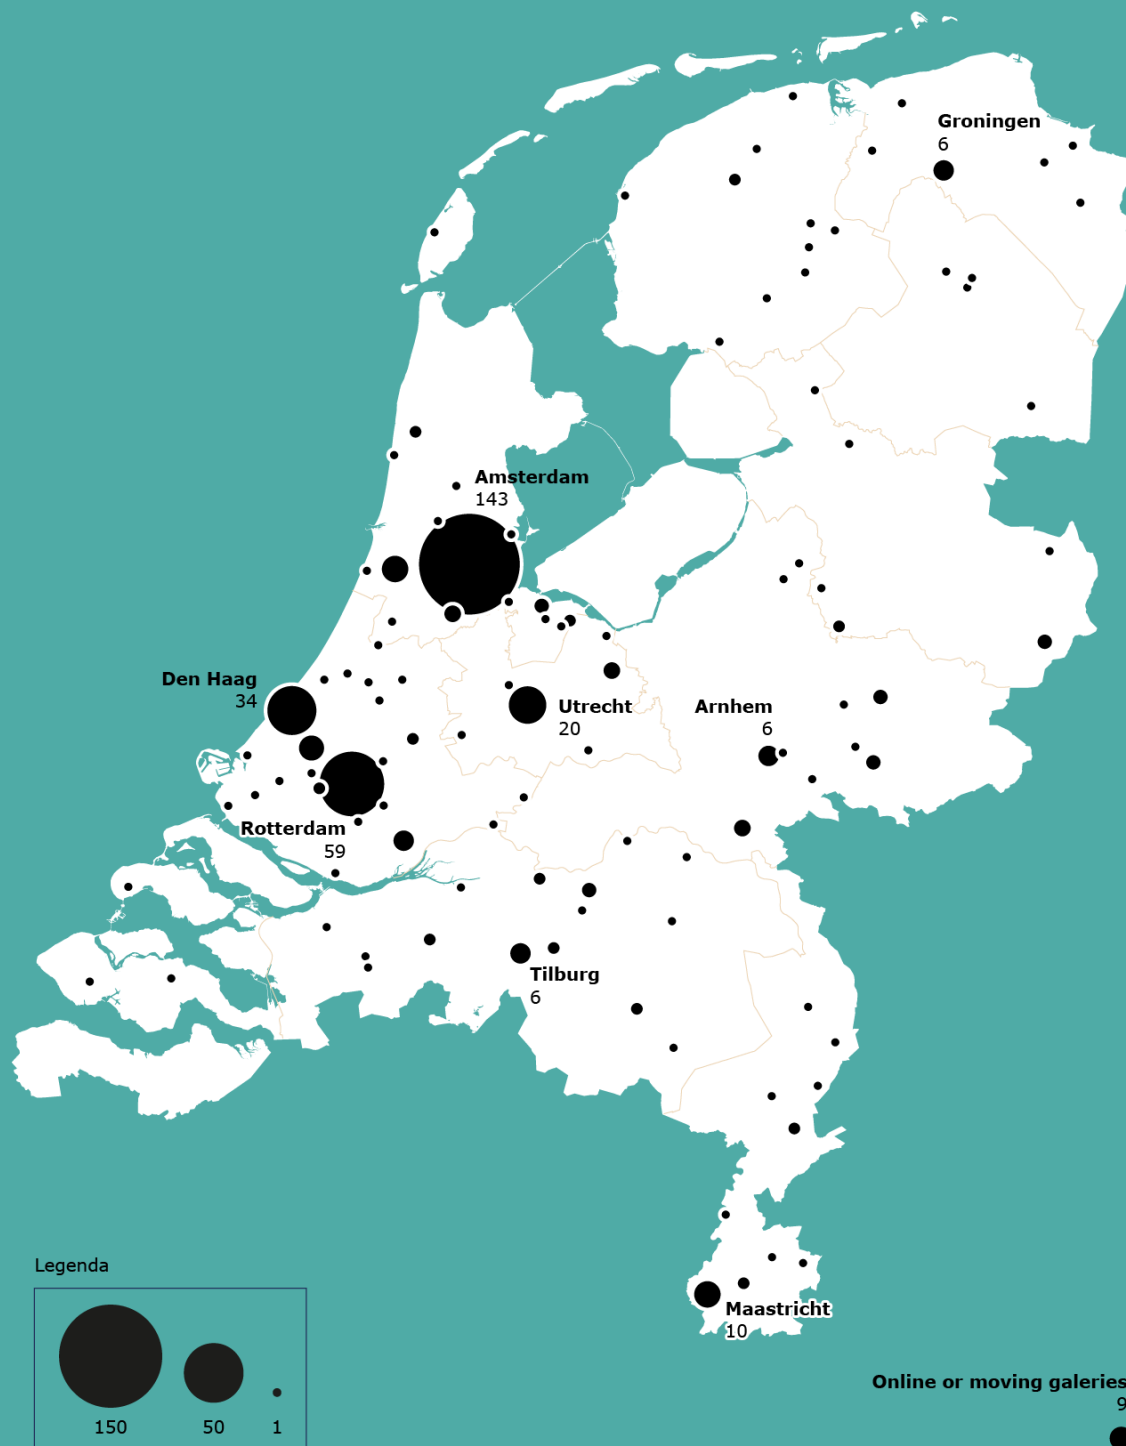 Groningen
6
Amsterdam
143
Den Haag
34
Utrecht
20
Arnhem
6
Rotterdam
59
Tilburg
6
Maastricht
10
Legenda
150 50 1
Online or moving galeries
9